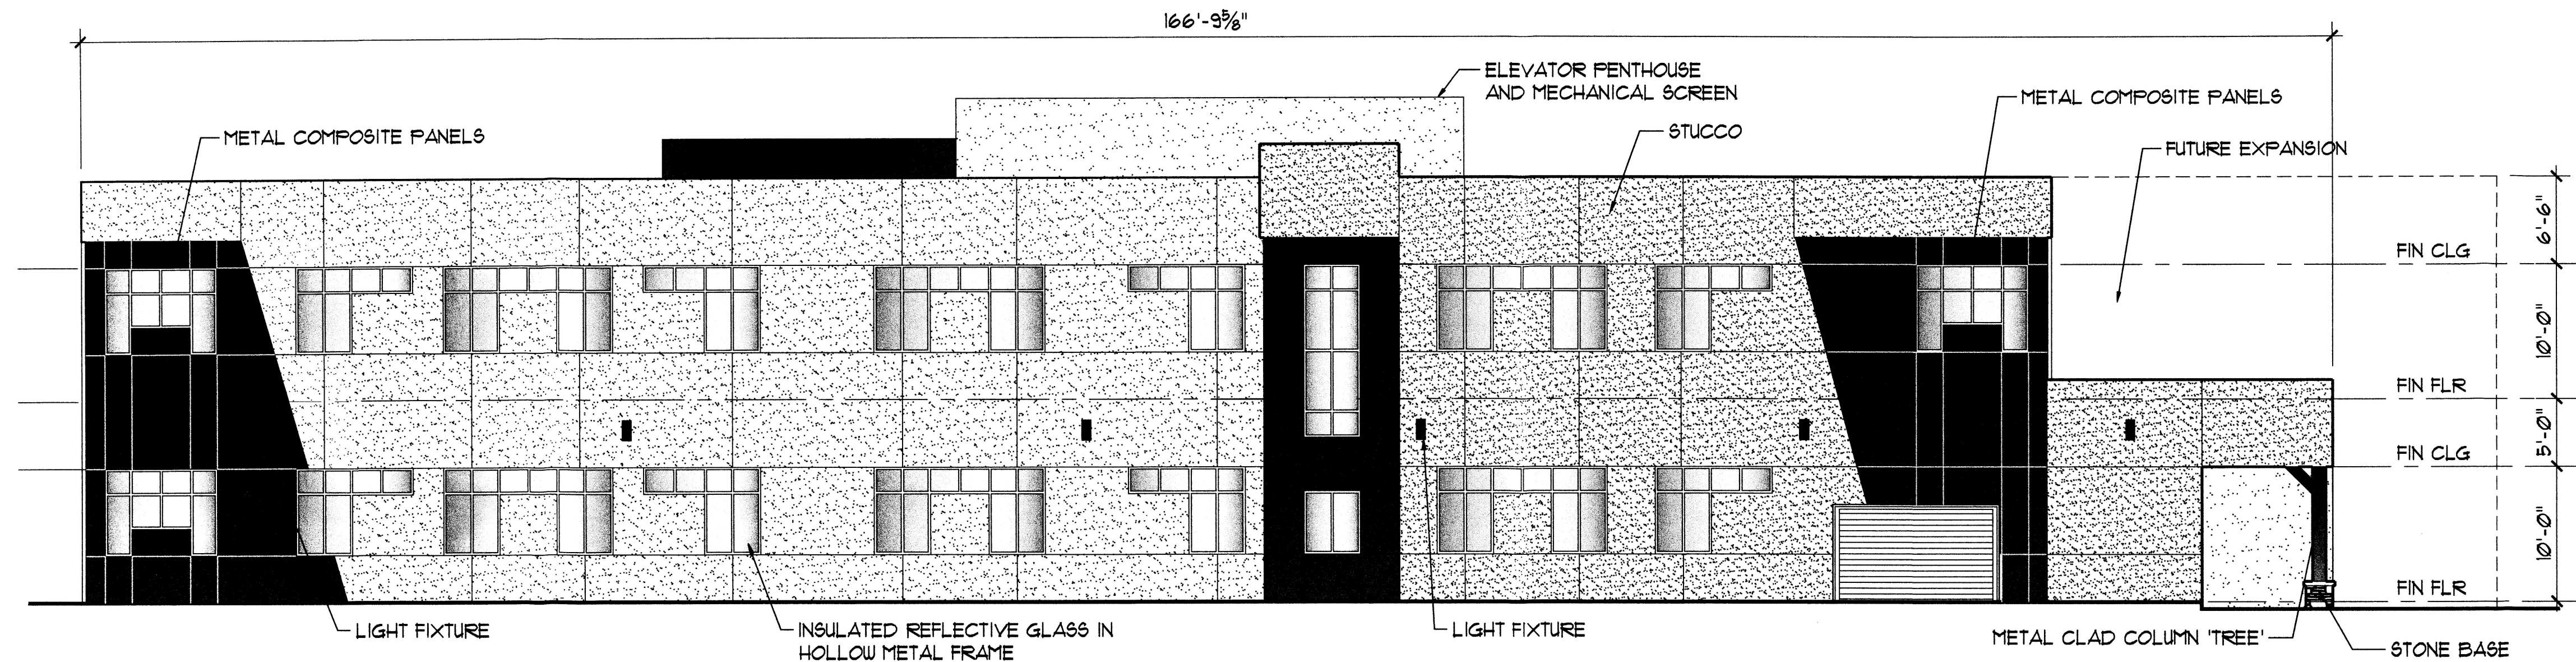 166'-9⅝"
ELEVATOR PENTHOUSE
AND MECHANICAL SCREEN
METAL COMPOSITE PANELS
STUCCO
METAL COMPOSITE PANELS
FUTURE EXPANSION
6'-6"
FIN CLG
10'-0"
FIN FLR
5'-0"
FIN CLG
10'-0"
FIN FLR
LIGHT FIXTURE
INSULATED REFLECTIVE GLASS IN
HOLLOW METAL FRAME
LIGHT FIXTURE
METAL CLAD COLUMN 'TREE'
STONE BASE